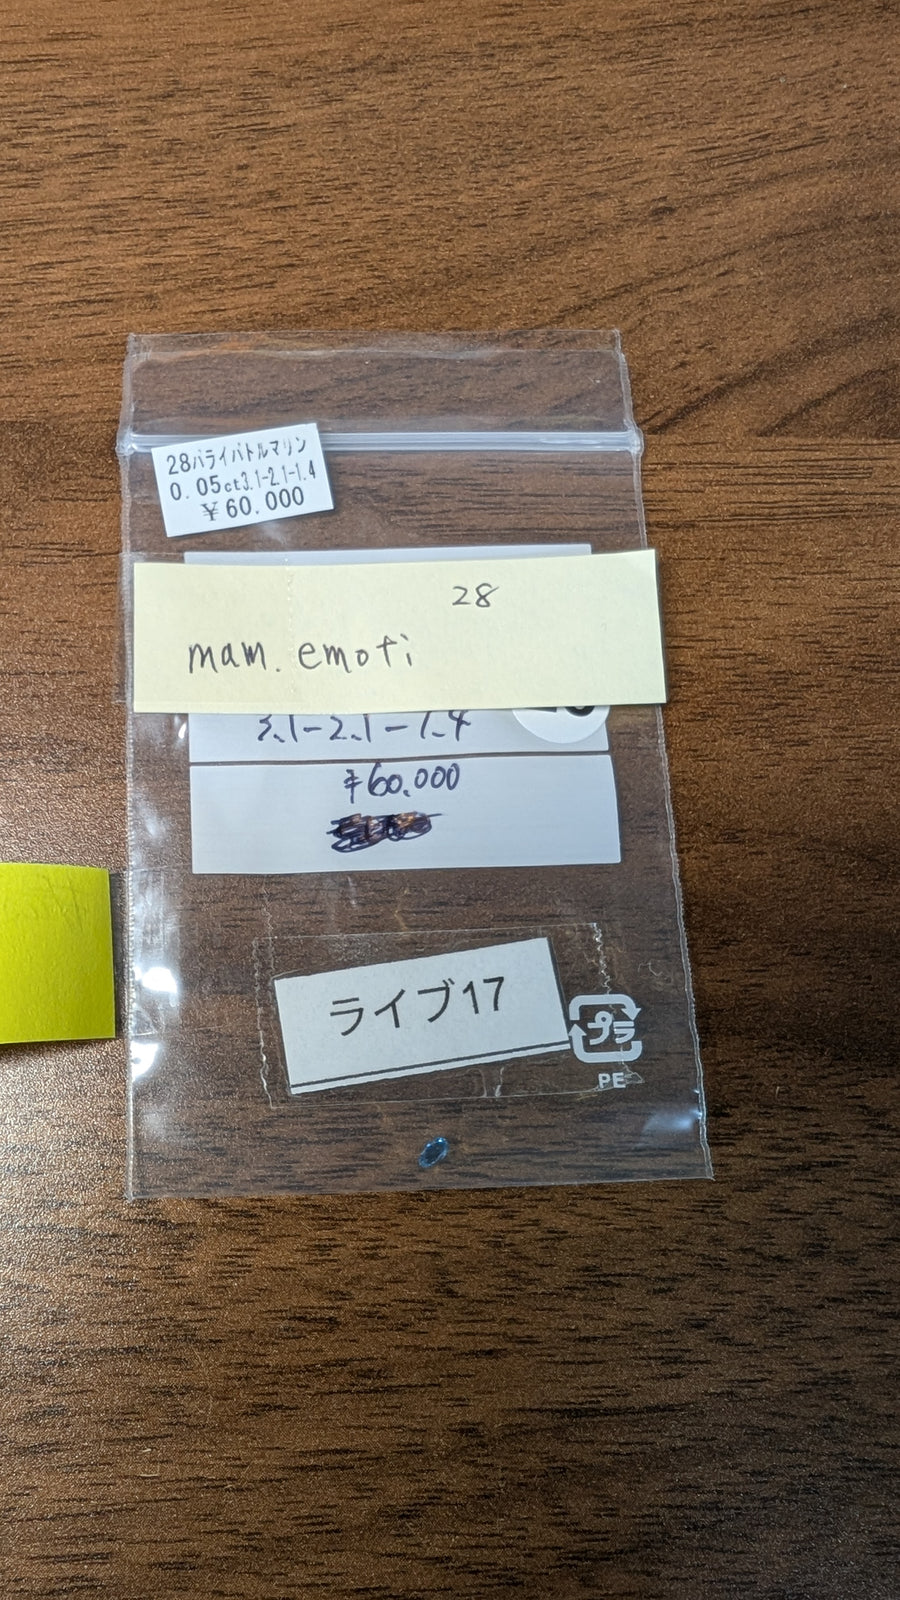 28パライバトルマリン
0.05ct3.1-2.1-1.4
￥60.000
28
mam.emoti
3.1-2.1-1.4
¥60.000
ライブ17
プラ
PE